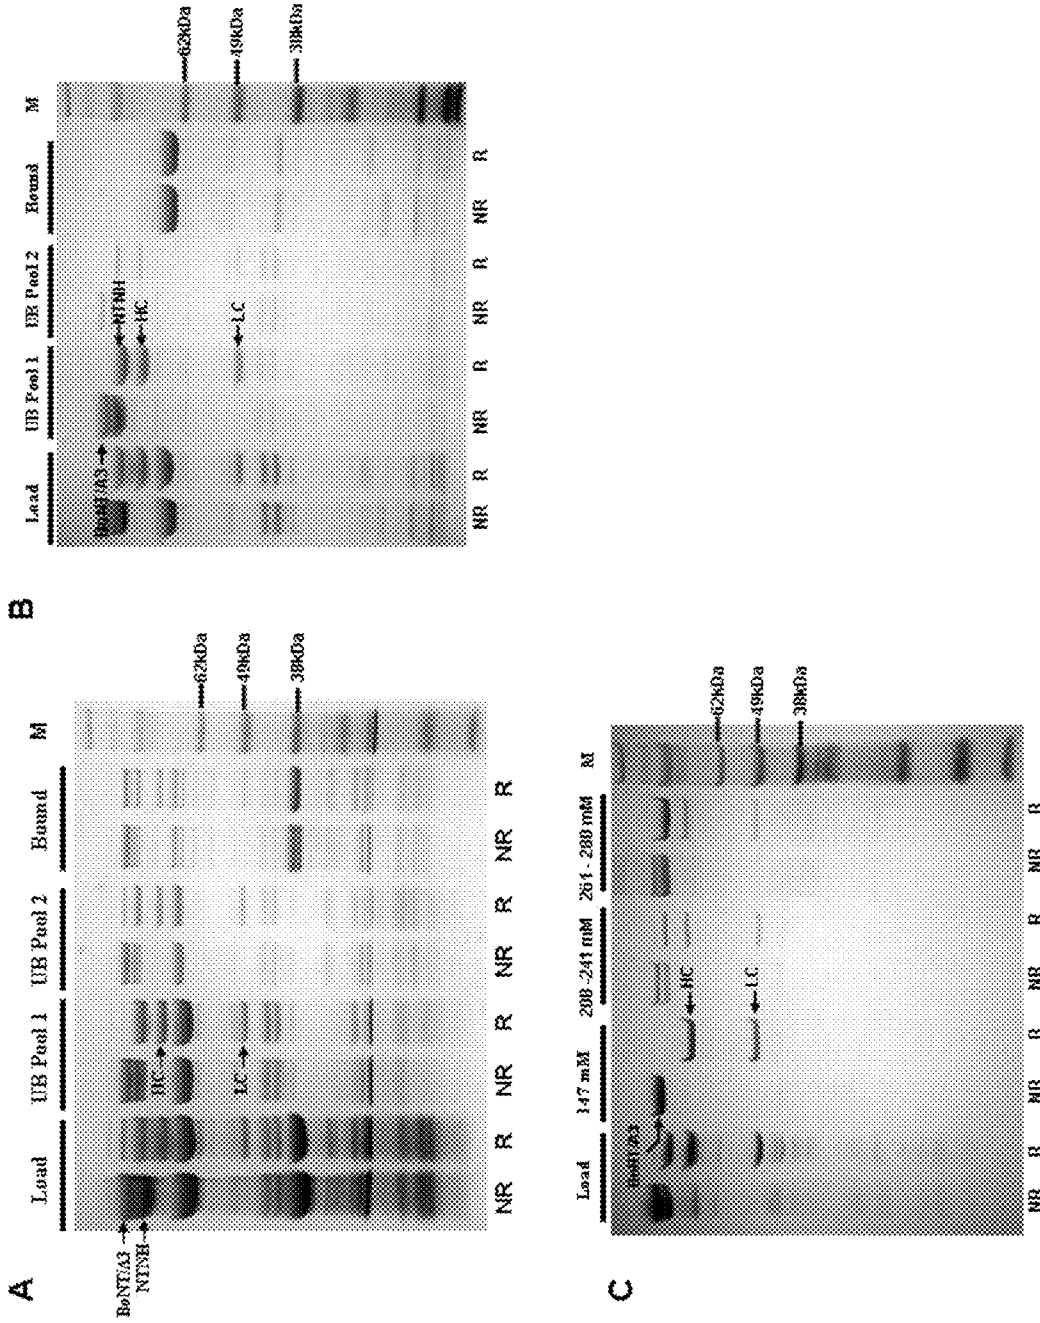 A
Load
UB Pool 1
UB Pool 2
Bound
M
BoNT/A3
NTNH
HC
LC
62kDa
49kDa
38kDa
NR R NR R NR R NR R
B
Load
UB Pool 1
UB Pool 2
Bound
M
BoNT/A3
NTNH
HC
LC
62kDa
49kDa
38kDa
NR R NR R NR R NR R
C
Load
147 mM
208 - 241 mM
261 - 288 mM
M
BoNT/A3
HC
LC
62kDa
49kDa
38kDa
NR R NR R NR R NR R